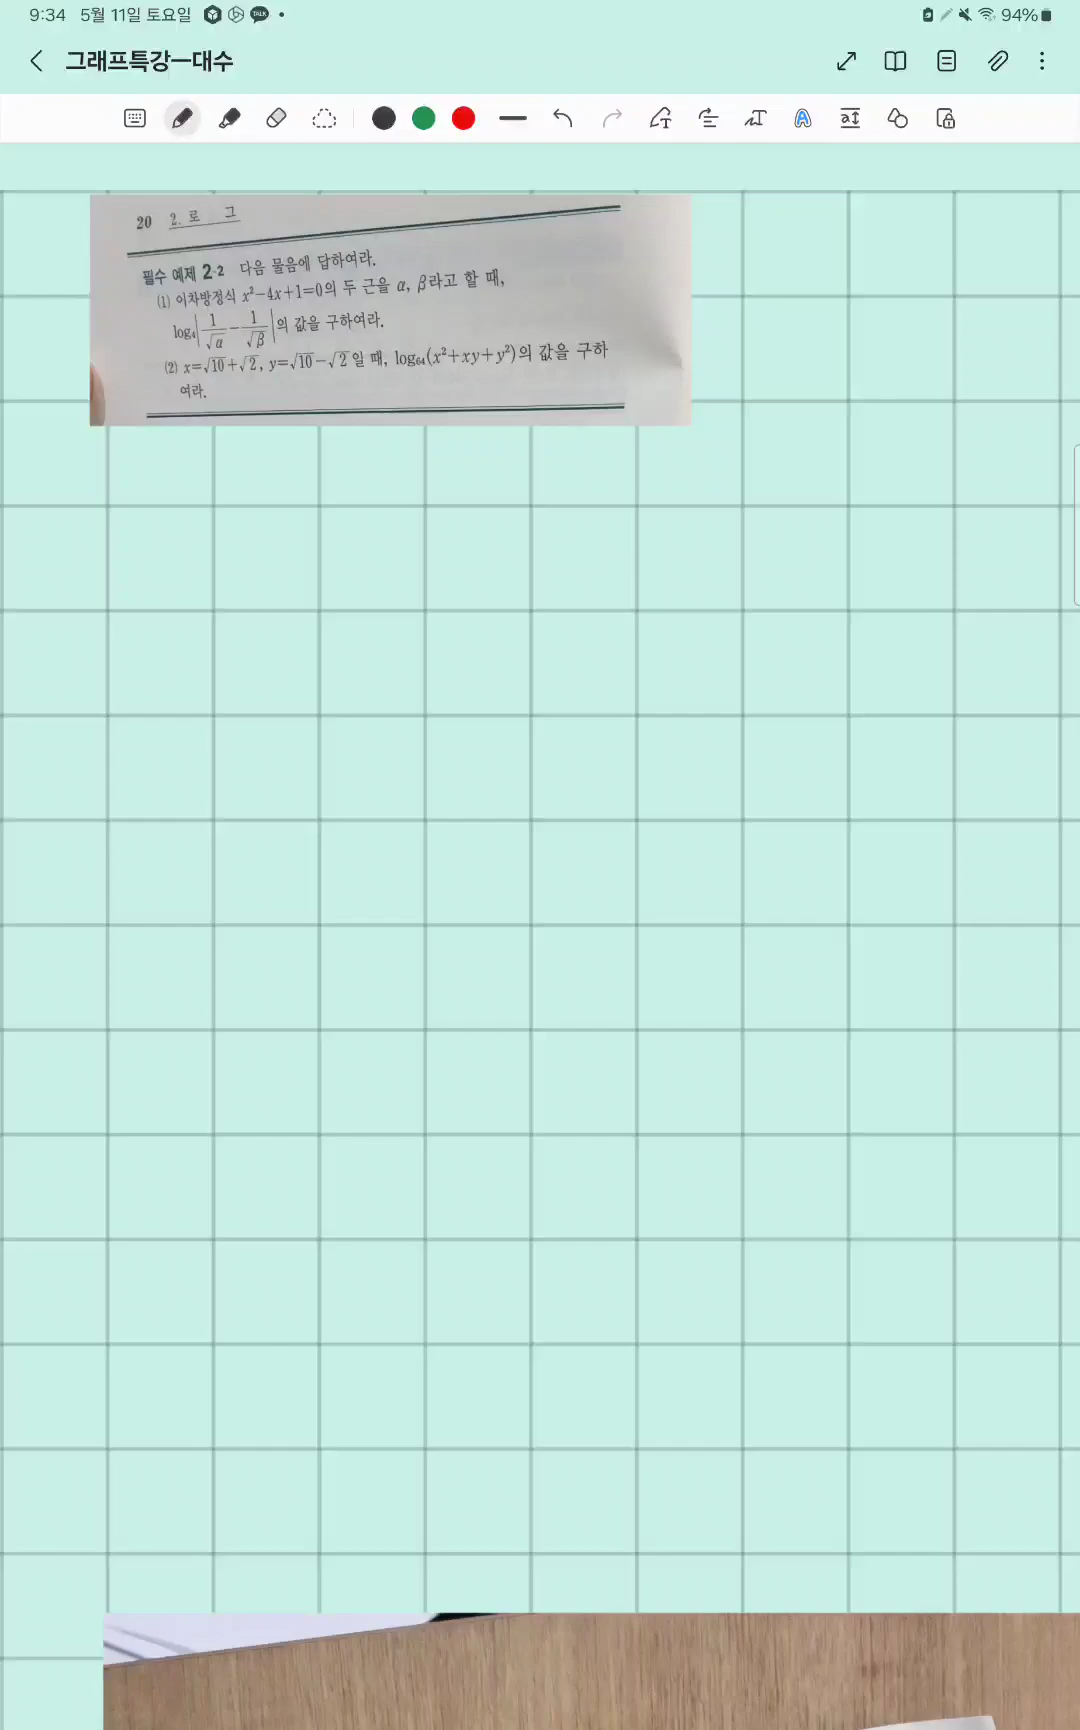 9:34 5월 11일 토요일 TALK 94%
그래프특강ㅡ대수
20 2. 로 그
필수 예제 2-2 다음 물음에 답하여라.
(1) 이차방정식 x²−4x+1=0의 두 근을 α, β라고 할 때,
log₄|1/√α − 1/√β|의 값을 구하여라.
(2) x=√10+√2, y=√10−√2일 때, log₆₄(x²+xy+y²)의 값을 구하
여라.